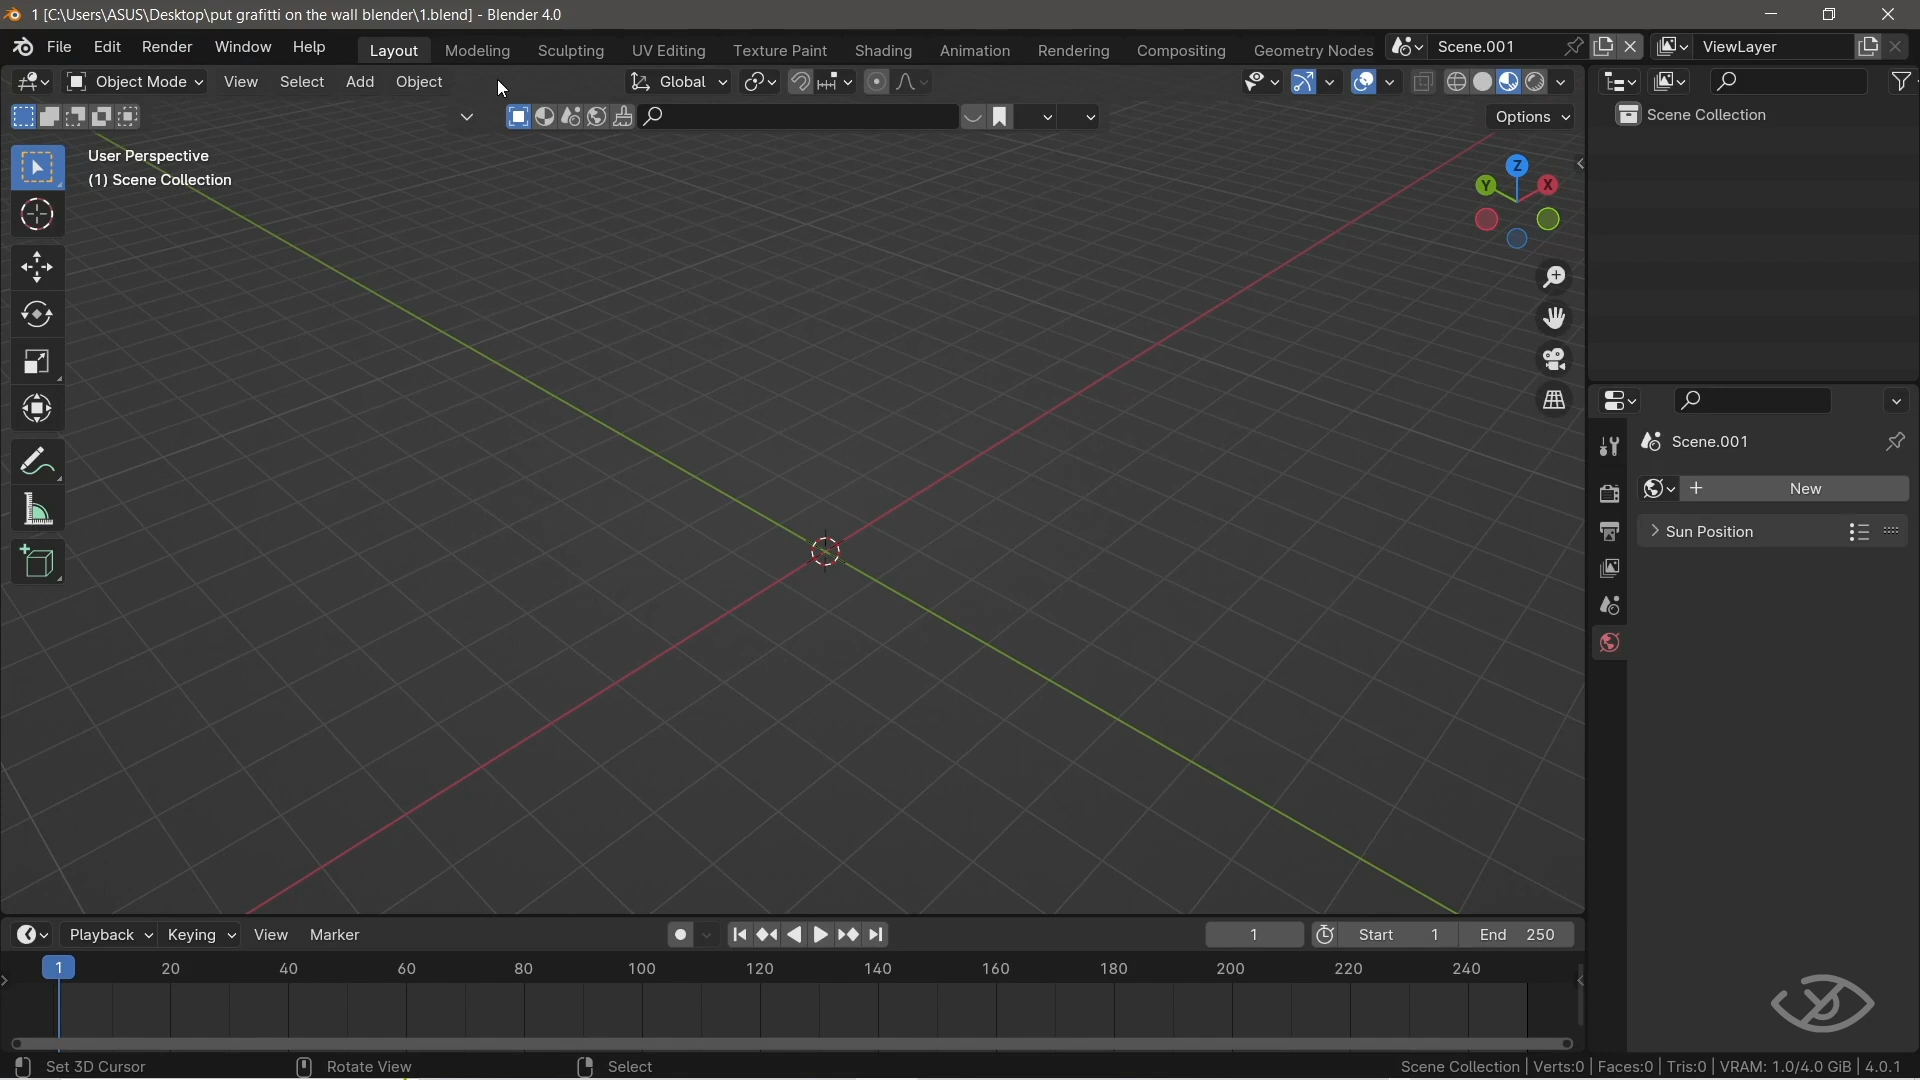 1 [C:\Users\ASUS\Desktop\put grafitti on the wall blender\1.blend] - Blender 4.0
File Edit Render Window Help Layout Modeling Sculpting UV Editing Texture Paint Shading Animation Rendering Compositing Geometry Nodes Scene.001 ViewLayer
Object Mode View Select Add Object Global
Options
Scene Collection
User Perspective
(1) Scene Collection
Z
Y X
Scene.001
New
Sun Position
Playback Keying View Marker 1 Start 1 End 250
1 20 40 60 80 100 120 140 160 180 200 220 240
Set 3D Cursor Rotate View Select Scene Collection | Verts:0 | Faces:0 | Tris:0 | VRAM: 1.0/4.0 GiB | 4.0.1